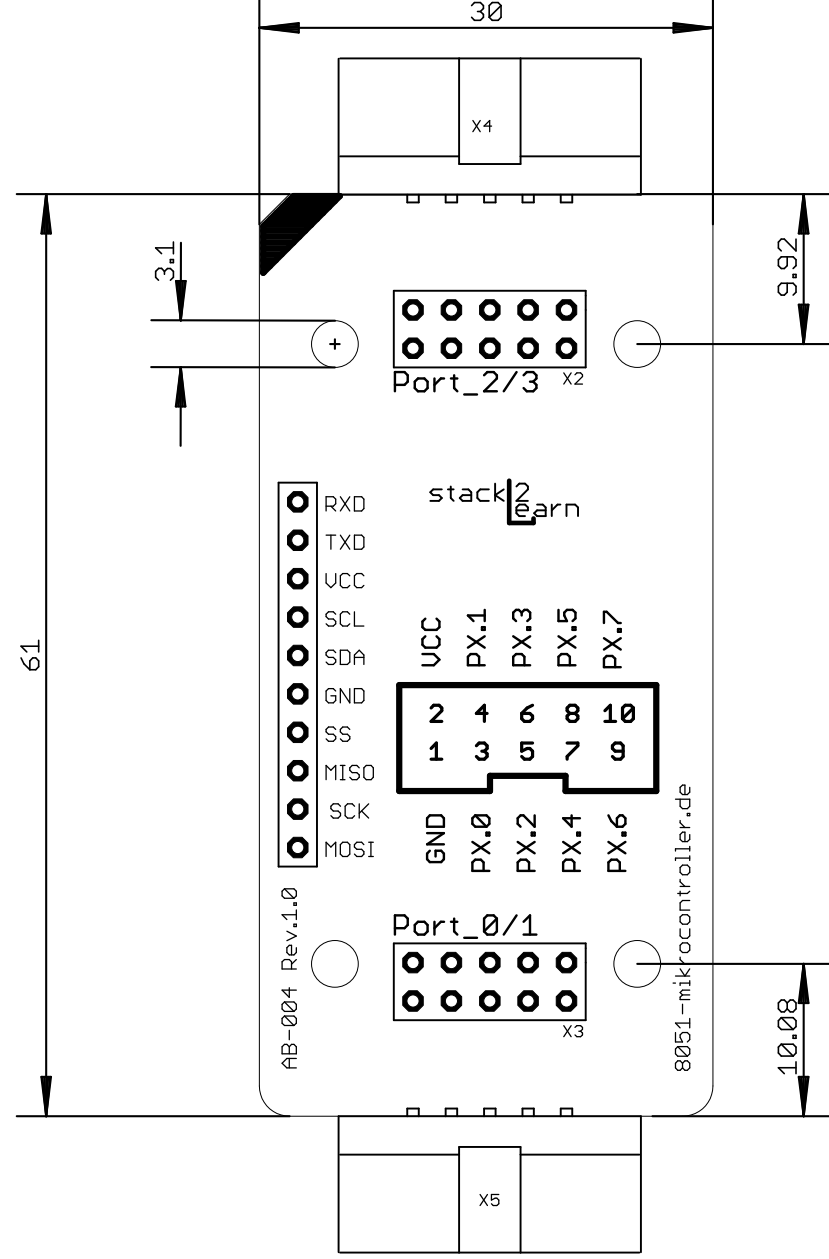 30
X4
3.1
9.92
Port_2/3
X2
stack2
Learn
RXD
TXD
VCC
SCL
SDA
GND
SS
MISO
SCK
MOSI
61
VCC PX.1 PX.3 PX.5 PX.7
2 4 6 8 10
1 3 5 7 9
GND PX.0 PX.2 PX.4 PX.6
8051-mikrocontroller.de
AB-004 Rev.1.0
Port_0/1
X3
10.08
X5